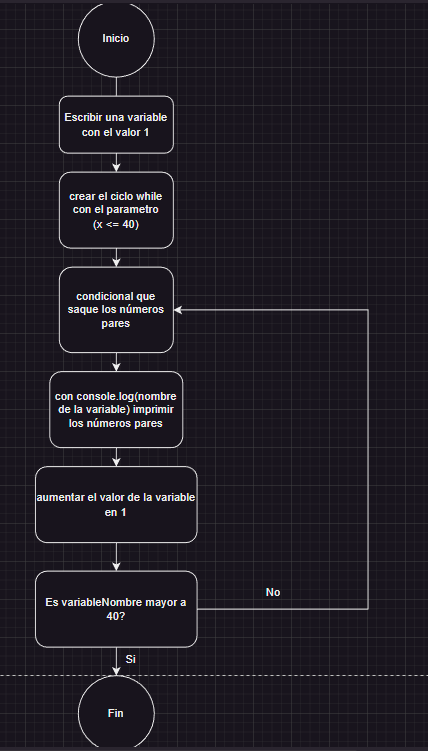 Inicio
Escribir una variable
con el valor 1
crear el ciclo while
con el parametro
(x <= 40)
condicional que
saque los números
pares
con console.log(nombre
de la variable) imprimir
los números pares
aumentar el valor de la variable
en 1
Es variableNombre mayor a
40?
No
Si
Fin